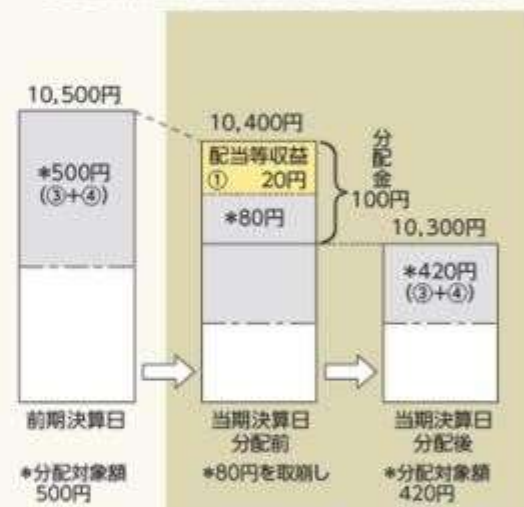 10,500円
*500円
(③+④)
前期決算日
*分配対象額
500円
10,400円
配当等収益
① 20円
*80円
分配金
100円
当期決算日
分配前
*80円を取崩し
10,300円
*420円
(③+④)
当期決算日
分配後
*分配対象額
420円